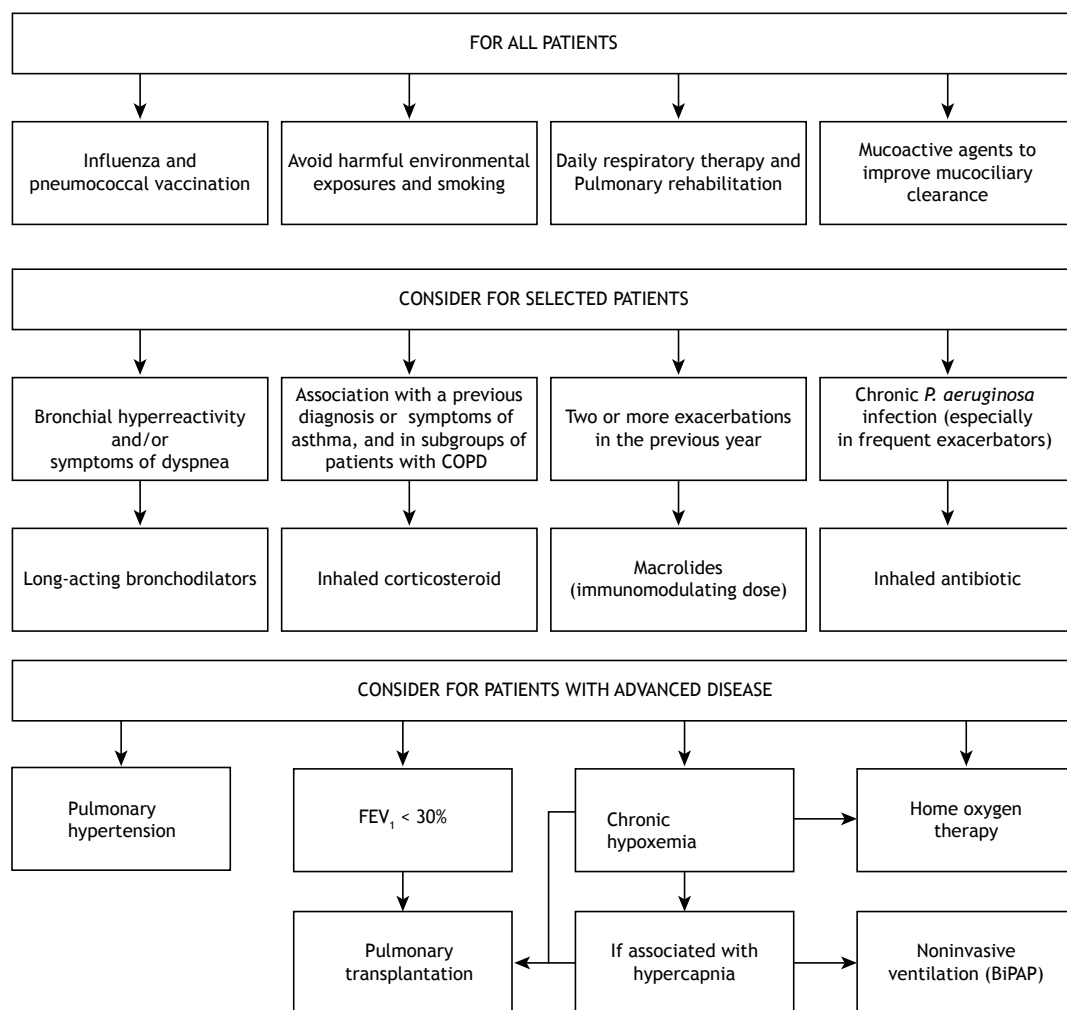 FOR ALL PATIENTS
Influenza and
pneumococcal vaccination
Avoid harmful environmental
exposures and smoking
Daily respiratory therapy and
Pulmonary rehabilitation
Mucoactive agents to
improve mucociliary
clearance
CONSIDER FOR SELECTED PATIENTS
Bronchial hyperreactivity
and/or
symptoms of dyspnea
Association with a previous
diagnosis or symptoms of
asthma, and in subgroups of
patients with COPD
Two or more exacerbations
in the previous year
Chronic P. aeruginosa
infection (especially
in frequent exacerbators)
Long-acting bronchodilators
Inhaled corticosteroid
Macrolides
(immunomodulating dose)
Inhaled antibiotic
CONSIDER FOR PATIENTS WITH ADVANCED DISEASE
Pulmonary
hypertension
FEV₁ < 30%
Chronic
hypoxemia
Home oxygen
therapy
Pulmonary
transplantation
If associated with
hypercapnia
Noninvasive
ventilation (BiPAP)